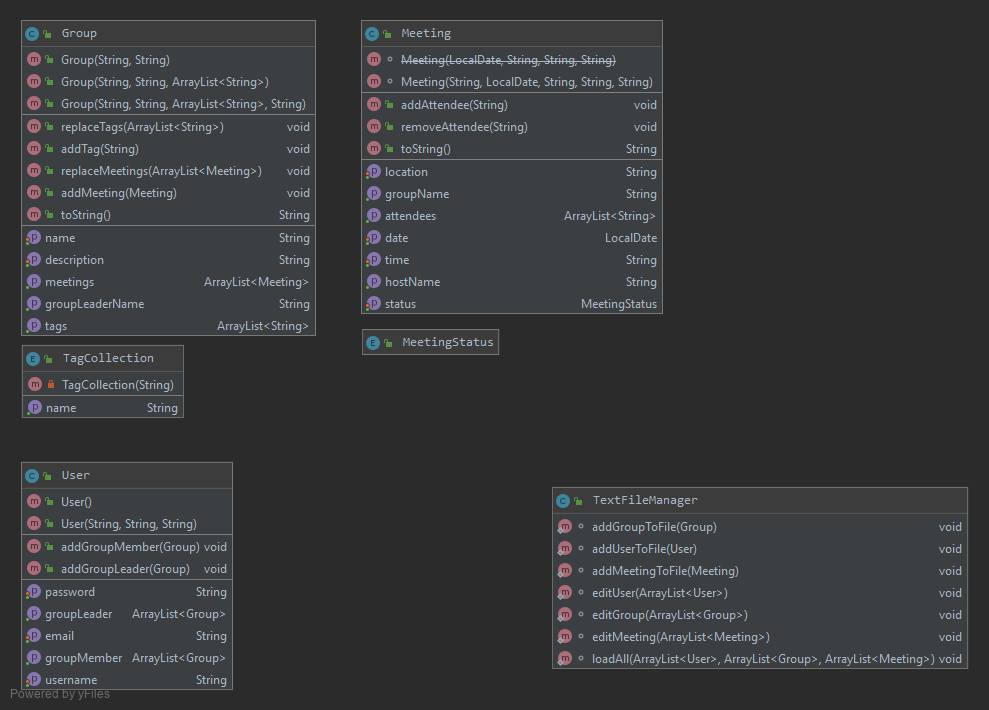 Group
Group(String, String)
Group(String, String, ArrayList<String>)
Group(String, String, ArrayList<String>, String)
replaceTags(ArrayList<String>) void
addTag(String) void
replaceMeetings(ArrayList<Meeting>) void
addMeeting(Meeting) void
toString() String
name String
description String
meetings ArrayList<Meeting>
groupLeaderName String
tags ArrayList<String>
Meeting
Meeting(LocalDate, String, String, String)
Meeting(String, LocalDate, String, String, String)
addAttendee(String) void
removeAttendee(String) void
toString() String
location String
groupName String
attendees ArrayList<String>
date LocalDate
time String
hostName String
status MeetingStatus
MeetingStatus
TagCollection
TagCollection(String)
name String
User
User()
User(String, String, String)
addGroupMember(Group) void
addGroupLeader(Group) void
password String
groupLeader ArrayList<Group>
email String
groupMember ArrayList<Group>
username String
TextFileManager
addGroupToFile(Group) void
addUserToFile(User) void
addMeetingToFile(Meeting) void
editUser(ArrayList<User>) void
editGroup(ArrayList<Group>) void
editMeeting(ArrayList<Meeting>) void
loadAll(ArrayList<User>, ArrayList<Group>, ArrayList<Meeting>) void
Powered by yFiles